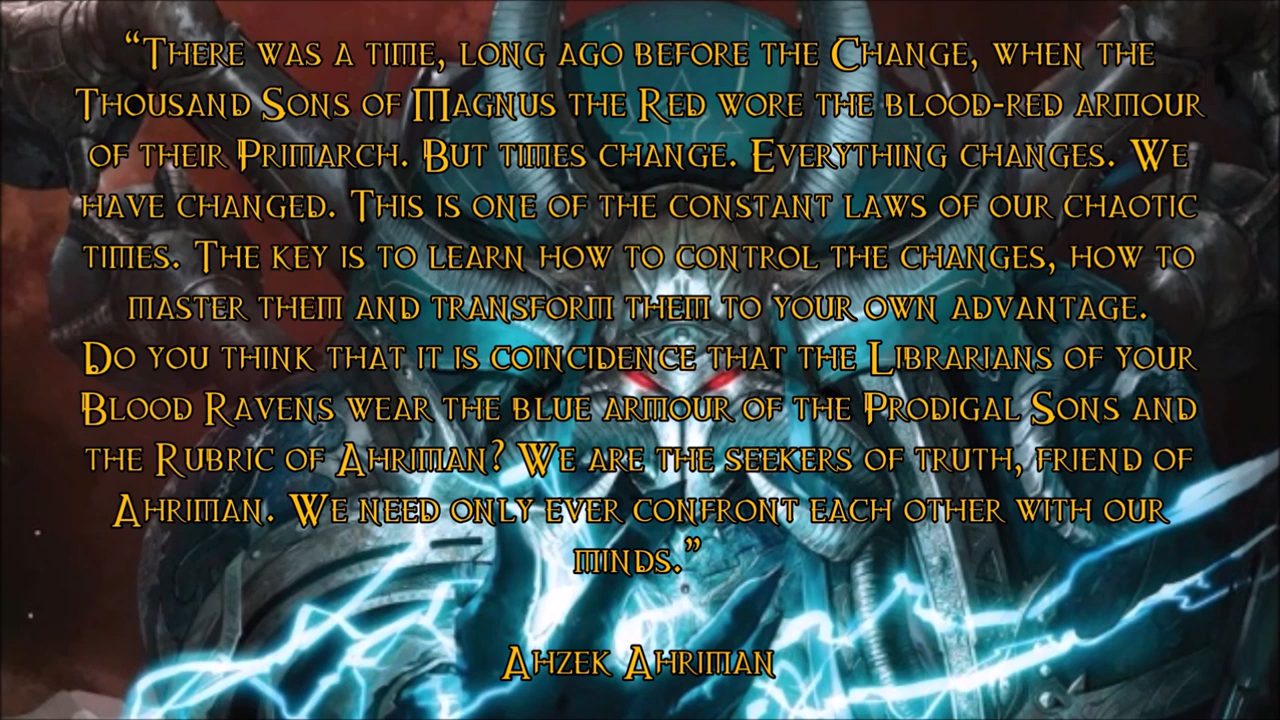 “There was a time, long ago before the Change, when the
Thousand Sons of Magnus the Red wore the blood-red armour
of their Primarch. But times change. Everything changes. We
have changed. This is one of the constant laws of our chaotic
times. The key is to learn how to control the changes, how to
master them and transform them to your own advantage.
Do you think that it is coincidence that the Librarians of your
Blood Ravens wear the blue armour of the Prodigal Sons and
the Rubric of Ahriman? We are the seekers of truth, friend of
Ahriman. We need only ever confront each other with our
minds.”
Ahzek Ahriman